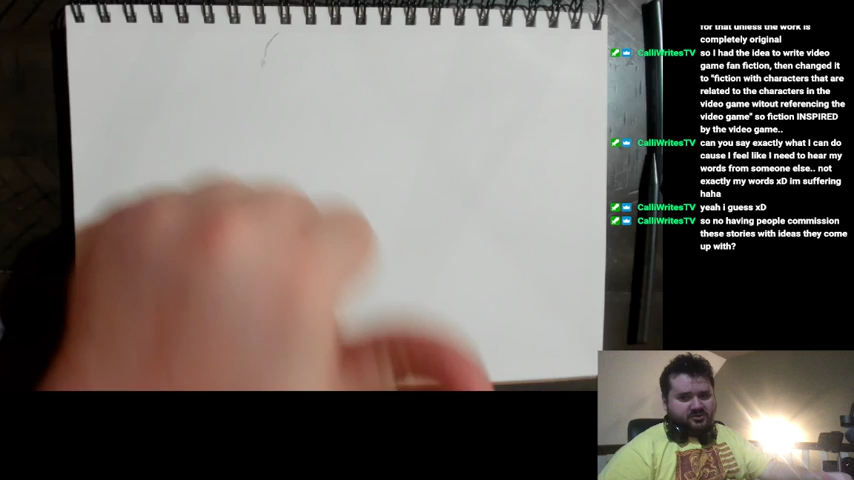 for that unless the work is
completely original
CalliWritesTV so I had the idea to write video
game fan fiction, then changed it
to "fiction with characters that are
related to the characters in the
video game witout referencing the
video game" so fiction INSPIRED
by the video game..
CalliWritesTV can you say exactly what I can do
cause I feel like I need to hear my
words from someone else.. not
exactly my words xD im suffering
haha
CalliWritesTV yeah i guess xD
CalliWritesTV so no having people commission
these stories with ideas they come
up with?